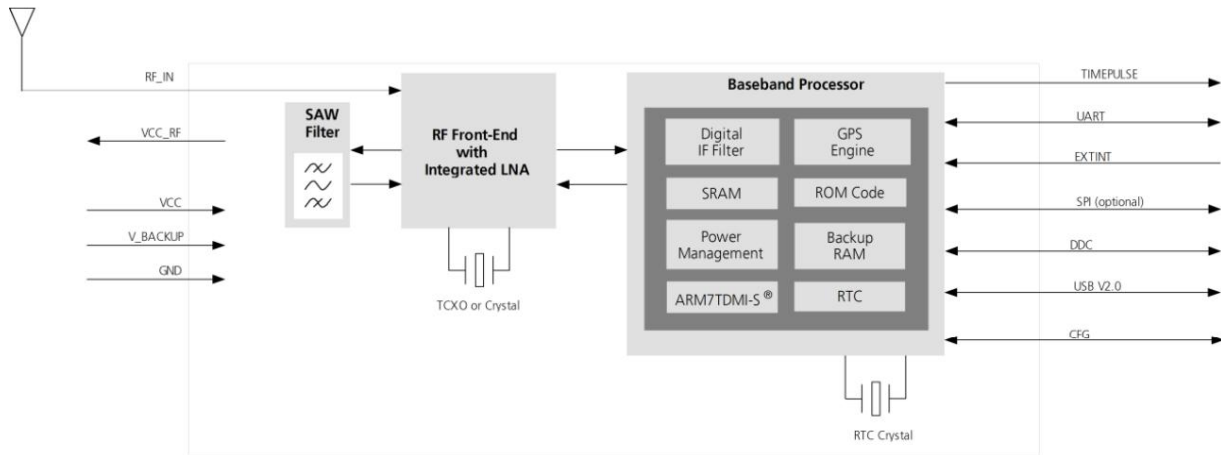 RF_IN
VCC_RF
VCC
V_BACKUP
GND
SAW
Filter
RF Front-End
with
Integrated LNA
TCXO or Crystal
Baseband Processor
Digital
IF Filter
GPS
Engine
SRAM
ROM Code
Power
Management
Backup
RAM
ARM7TDMI-S®
RTC
RTC Crystal
TIMEPULSE
UART
EXTINT
SPI (optional)
DDC
USB V2.0
CFG